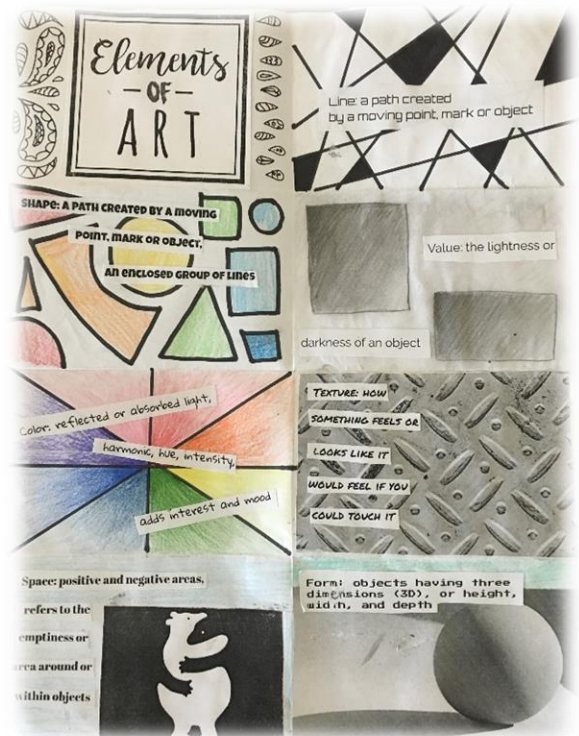 Elements
OF
ART
Line: a path created
by a moving point, mark or object
SHAPE: A PATH CREATED BY A MOVING
POINT, MARK OR OBJECT,
AN ENCLOSED GROUP OF LINES
Value: the lightness or
darkness of an object
Color: reflected or absorbed light,
harmonic, hue, intensity,
adds interest and mood
TEXTURE: HOW
SOMETHING FEELS OR
LOOKS LIKE IT
WOULD FEEL IF YOU
COULD TOUCH IT
Space: positive and negative areas,
refers to the
emptiness or
area around or
within objects
Form: objects having three
dimensions (3D), or height,
width, and depth